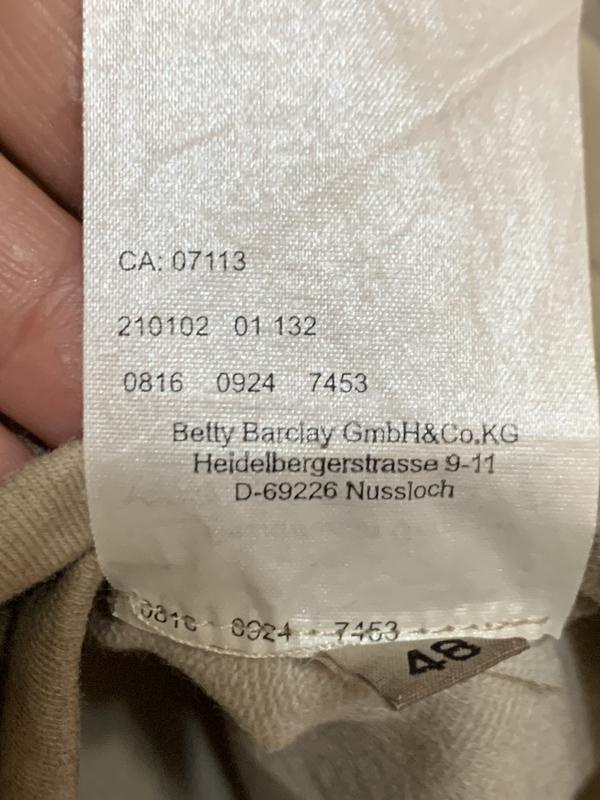 CA: 07113
210102 01 132
0816 0924 7453
Betty Barclay GmbH&Co.KG
Heidelbergerstrasse 9-11
D-69226 Nussloch
0816 0924 7453
48